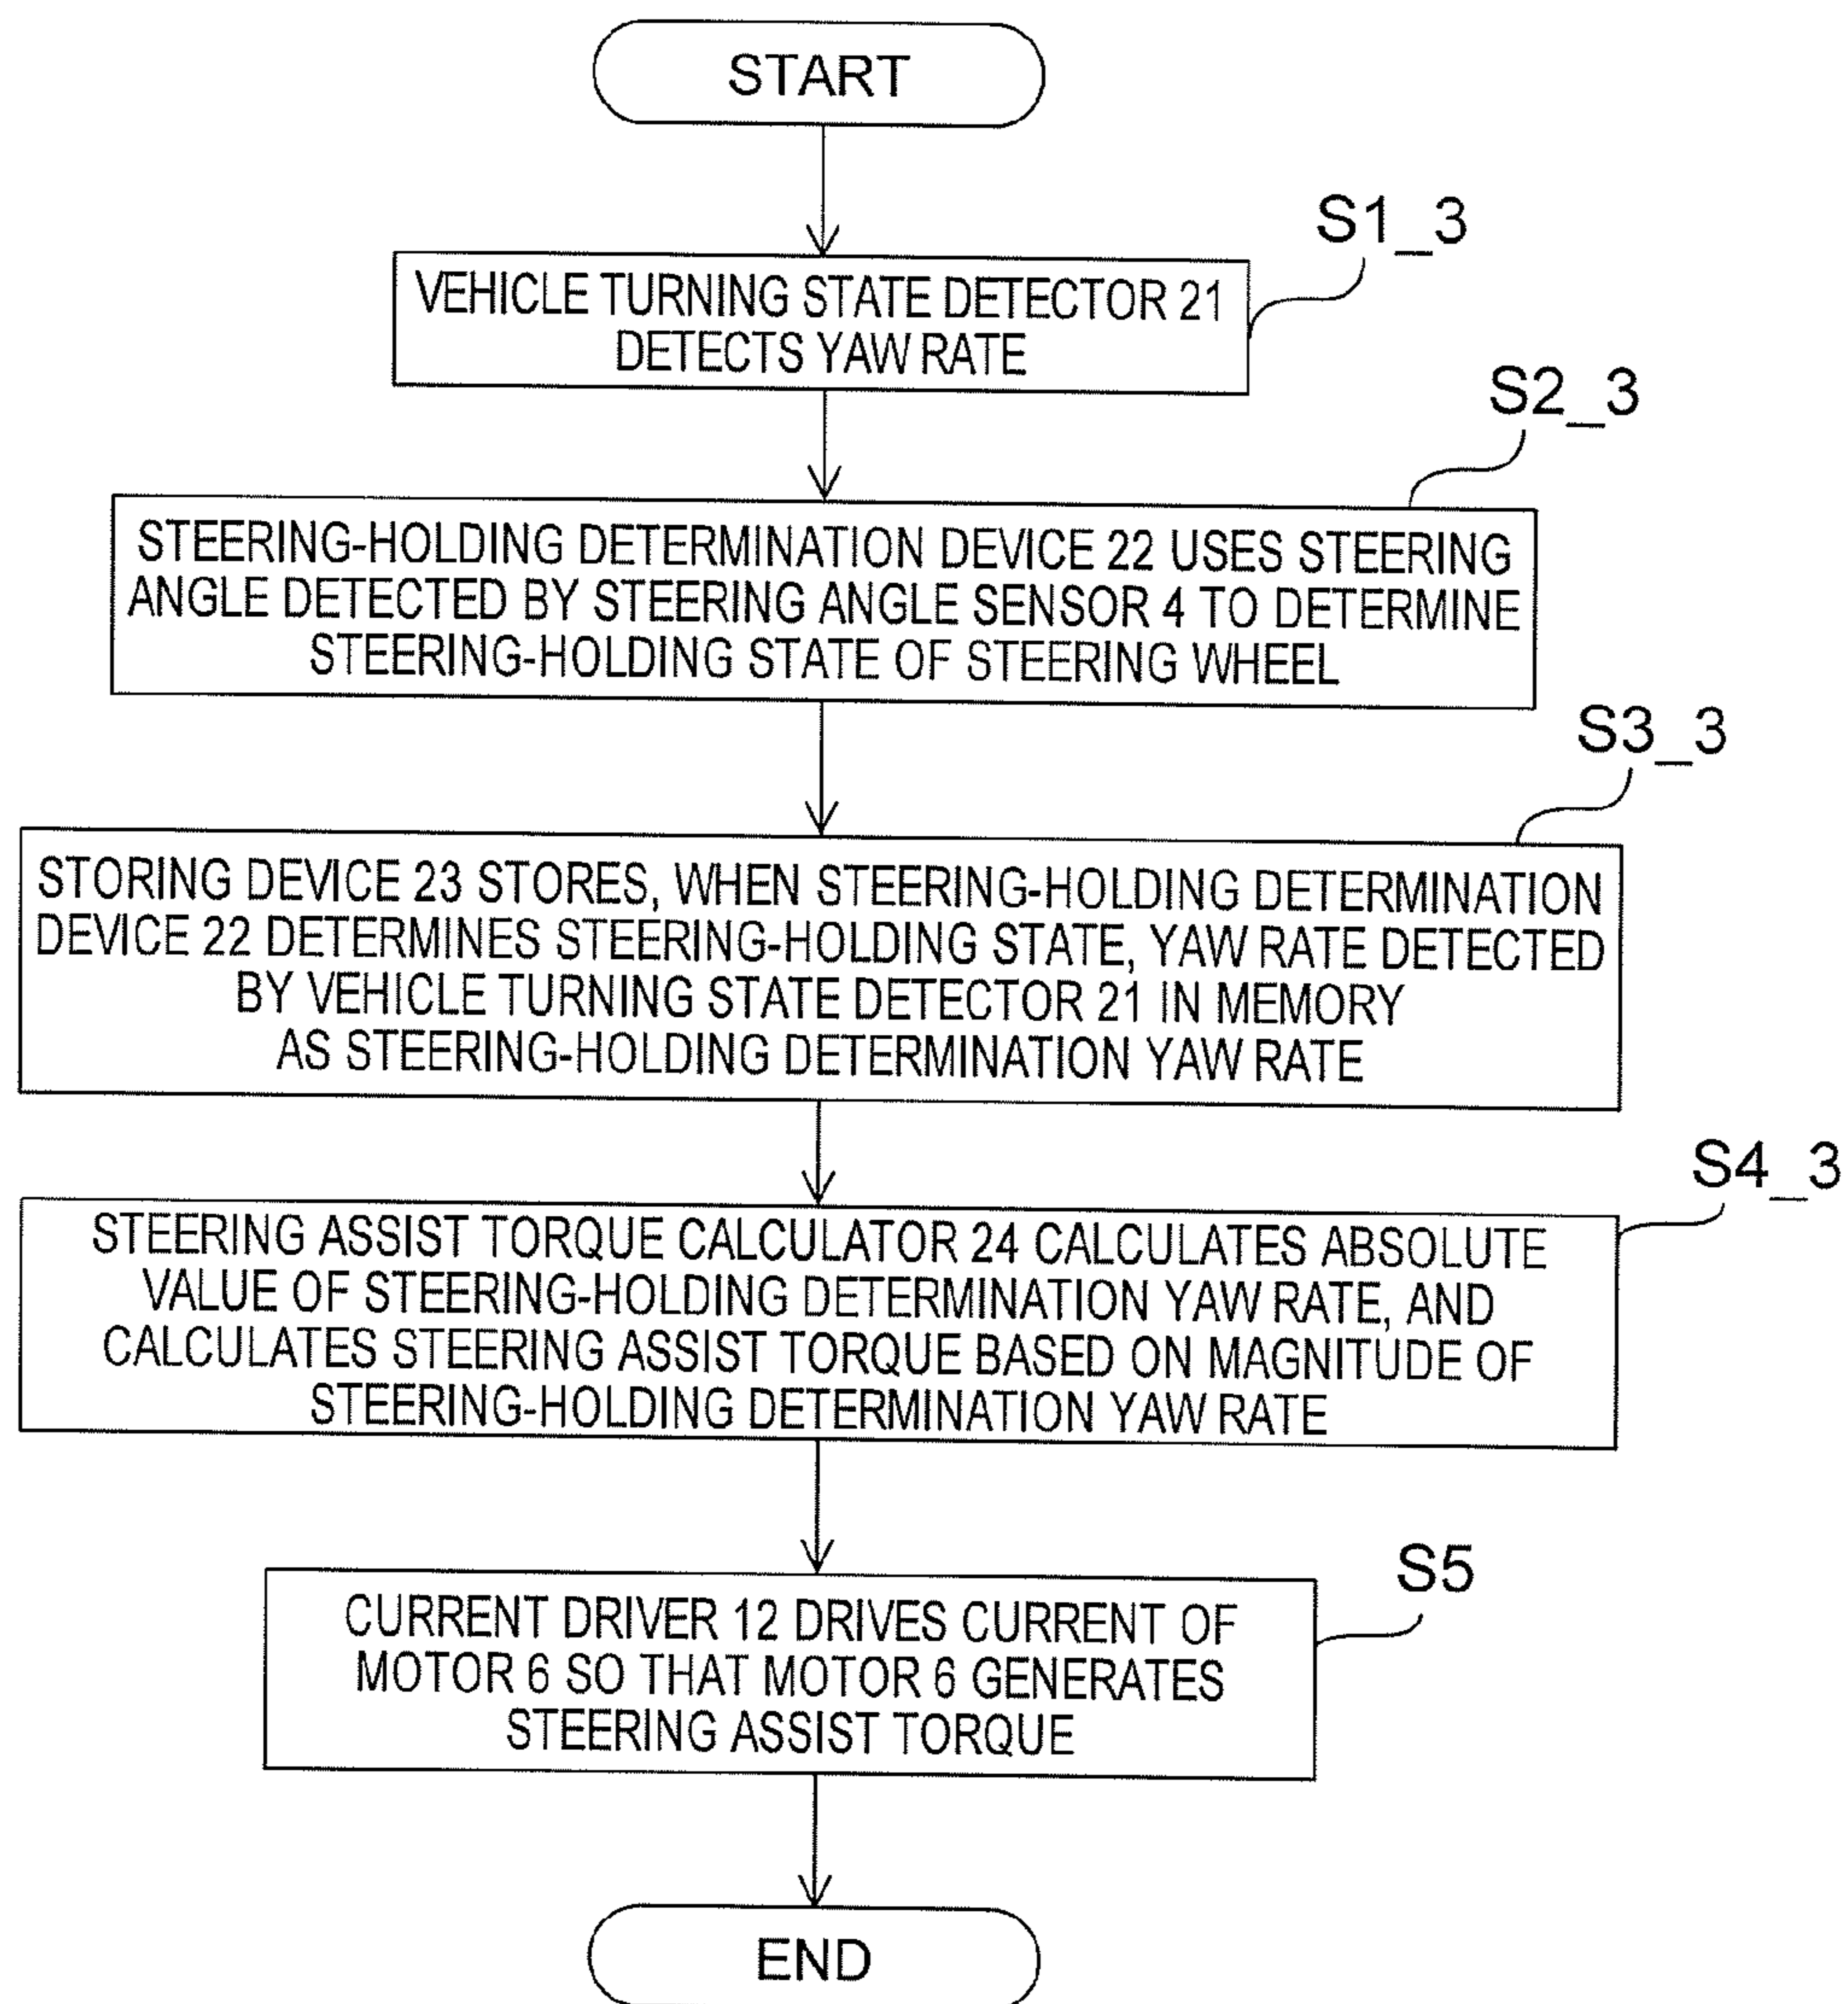 START
S1_3
VEHICLE TURNING STATE DETECTOR 21
DETECTS YAW RATE
S2_3
STEERING-HOLDING DETERMINATION DEVICE 22 USES STEERING
ANGLE DETECTED BY STEERING ANGLE SENSOR 4 TO DETERMINE
STEERING-HOLDING STATE OF STEERING WHEEL
S3_3
STORING DEVICE 23 STORES, WHEN STEERING-HOLDING DETERMINATION
DEVICE 22 DETERMINES STEERING-HOLDING STATE, YAW RATE DETECTED
BY VEHICLE TURNING STATE DETECTOR 21 IN MEMORY
AS STEERING-HOLDING DETERMINATION YAW RATE
S4_3
STEERING ASSIST TORQUE CALCULATOR 24 CALCULATES ABSOLUTE
VALUE OF STEERING-HOLDING DETERMINATION YAW RATE, AND
CALCULATES STEERING ASSIST TORQUE BASED ON MAGNITUDE OF
STEERING-HOLDING DETERMINATION YAW RATE
S5
CURRENT DRIVER 12 DRIVES CURRENT OF
MOTOR 6 SO THAT MOTOR 6 GENERATES
STEERING ASSIST TORQUE
END